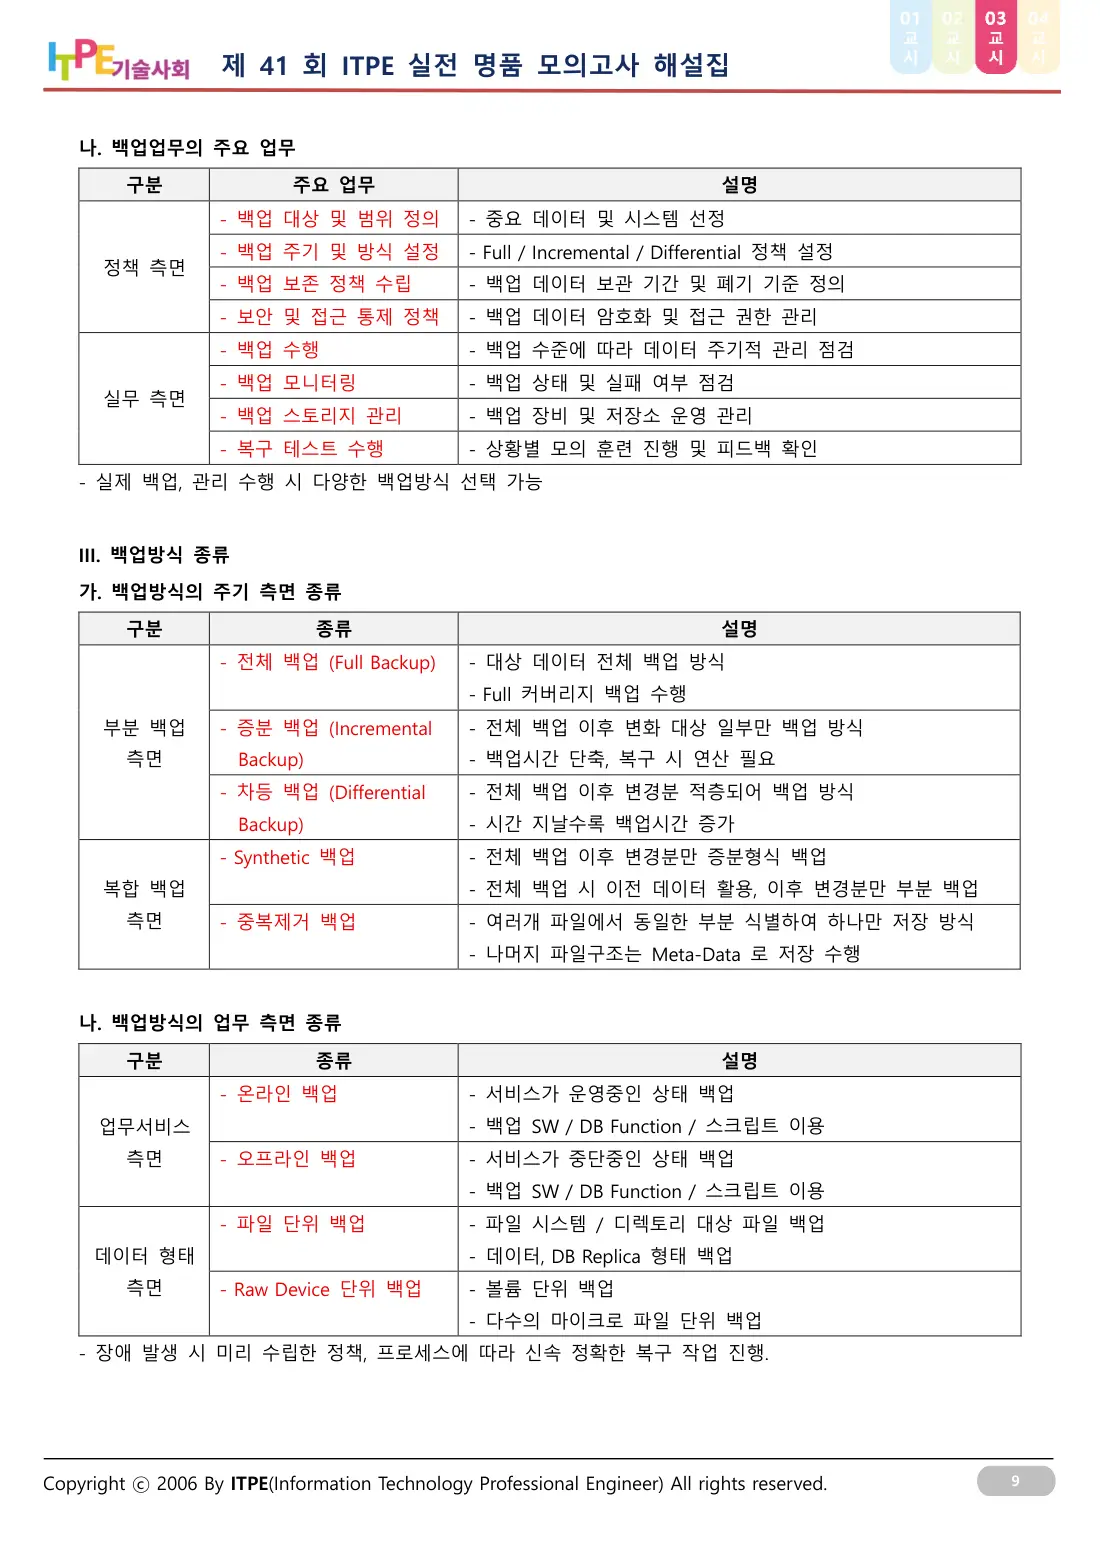 ITPE기술사회 제 41 회 ITPE 실전 명품 모의고사 해설집
01 교시 02 교시 03 교시 04 교시
나. 백업업무의 주요 업무
구분 주요 업무 설명
정책 측면
- 백업 대상 및 범위 정의 - 중요 데이터 및 시스템 선정
- 백업 주기 및 방식 설정 - Full / Incremental / Differential 정책 설정
- 백업 보존 정책 수립 - 백업 데이터 보관 기간 및 폐기 기준 정의
- 보안 및 접근 통제 정책 - 백업 데이터 암호화 및 접근 권한 관리
실무 측면
- 백업 수행 - 백업 수준에 따라 데이터 주기적 관리 점검
- 백업 모니터링 - 백업 상태 및 실패 여부 점검
- 백업 스토리지 관리 - 백업 장비 및 저장소 운영 관리
- 복구 테스트 수행 - 상황별 모의 훈련 진행 및 피드백 확인
- 실제 백업, 관리 수행 시 다양한 백업방식 선택 가능
III. 백업방식 종류
가. 백업방식의 주기 측면 종류
구분 종류 설명
부분 백업
측면
- 전체 백업 (Full Backup) - 대상 데이터 전체 백업 방식
- Full 커버리지 백업 수행
- 증분 백업 (Incremental - 전체 백업 이후 변화 대상 일부만 백업 방식
Backup) - 백업시간 단축, 복구 시 연산 필요
- 차등 백업 (Differential - 전체 백업 이후 변경분 적층되어 백업 방식
Backup) - 시간 지날수록 백업시간 증가
복합 백업
측면
- Synthetic 백업 - 전체 백업 이후 변경분만 증분형식 백업
- 전체 백업 시 이전 데이터 활용, 이후 변경분만 부분 백업
- 중복제거 백업 - 여러개 파일에서 동일한 부분 식별하여 하나만 저장 방식
- 나머지 파일구조는 Meta-Data 로 저장 수행
나. 백업방식의 업무 측면 종류
구분 종류 설명
업무서비스
측면
- 온라인 백업 - 서비스가 운영중인 상태 백업
- 백업 SW / DB Function / 스크립트 이용
- 오프라인 백업 - 서비스가 중단중인 상태 백업
- 백업 SW / DB Function / 스크립트 이용
데이터 형태
측면
- 파일 단위 백업 - 파일 시스템 / 디렉토리 대상 파일 백업
- 데이터, DB Replica 형태 백업
- Raw Device 단위 백업 - 볼륨 단위 백업
- 다수의 마이크로 파일 단위 백업
- 장애 발생 시 미리 수립한 정책, 프로세스에 따라 신속 정확한 복구 작업 진행.
Copyright ⓒ 2006 By ITPE(Information Technology Professional Engineer) All rights reserved. 9